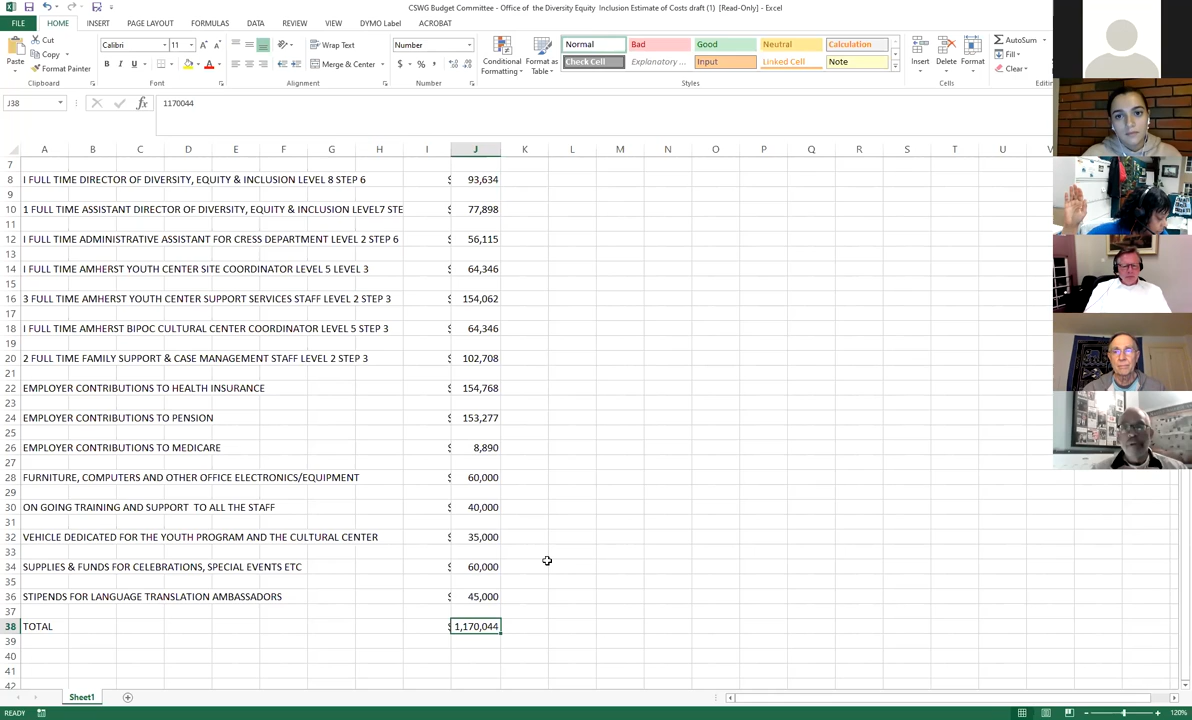 CSWG Budget Committee - Office of the Diversity Equity Inclusion Estimate of Costs draft (1) [Read-Only] - Excel
FILE HOME INSERT PAGE LAYOUT FORMULAS DATA REVIEW VIEW DYMO Label ACROBAT
Paste
Cut
Copy
Format Painter
Clipboard
Calibri 11
B I U
Font
Wrap Text
Merge & Center
Alignment
Number
$ % ,
Number
Conditional Formatting
Format as Table
Normal Bad Good Neutral Calculation
Check Cell Explanatory ... Input Linked Cell Note
Styles
Insert Delete Format
Cells
AutoSum
Fill
Clear
J38 fx 1170044
A B C D E F G H I J K L M N O P Q R S T U V
7
8 I FULL TIME DIRECTOR OF DIVERSITY, EQUITY & INCLUSION LEVEL 8 STEP 6 $ 93,634
9
10 1 FULL TIME ASSISTANT DIRECTOR OF DIVERSITY, EQUITY & INCLUSION LEVEL7 STE $ 77,898
11
12 I FULL TIME ADMINISTRATIVE ASSISTANT FOR CRESS DEPARTMENT LEVEL 2 STEP 6 $ 56,115
13
14 I FULL TIME AMHERST YOUTH CENTER SITE COORDINATOR LEVEL 5 LEVEL 3 $ 64,346
15
16 3 FULL TIME AMHERST YOUTH CENTER SUPPORT SERVICES STAFF LEVEL 2 STEP 3 $ 154,062
17
18 I FULL TIME AMHERST BIPOC CULTURAL CENTER COORDINATOR LEVEL 5 STEP 3 $ 64,346
19
20 2 FULL TIME FAMILY SUPPORT & CASE MANAGEMENT STAFF LEVEL 2 STEP 3 $ 102,708
21
22 EMPLOYER CONTRIBUTIONS TO HEALTH INSURANCE $ 154,768
23
24 EMPLOYER CONTRIBUTIONS TO PENSION $ 153,277
25
26 EMPLOYER CONTRIBUTIONS TO MEDICARE $ 8,890
27
28 FURNITURE, COMPUTERS AND OTHER OFFICE ELECTRONICS/EQUIPMENT $ 60,000
29
30 ON GOING TRAINING AND SUPPORT TO ALL THE STAFF $ 40,000
31
32 VEHICLE DEDICATED FOR THE YOUTH PROGRAM AND THE CULTURAL CENTER $ 35,000
33
34 SUPPLIES & FUNDS FOR CELEBRATIONS, SPECIAL EVENTS ETC $ 60,000
35
36 STIPENDS FOR LANGUAGE TRANSLATION AMBASSADORS $ 45,000
37
38 TOTAL $ 1,170,044
39
40
41
42
Sheet1
READY 120%